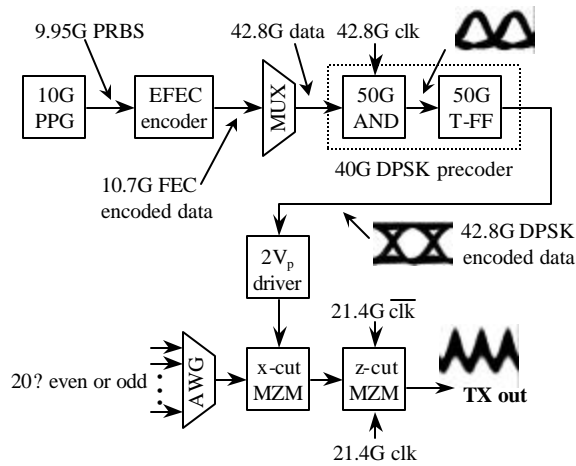 9.95G PRBS
42.8G data
42.8G clk
10G
PPG
EFEC
encoder
MUX
50G
AND
50G
T-FF
10.7G FEC
encoded data
40G DPSK precoder
42.8G DPSK
encoded data
2Vp
driver
21.4G clk
20? even or odd
AWG
x-cut
MZM
z-cut
MZM
TX out
21.4G clk